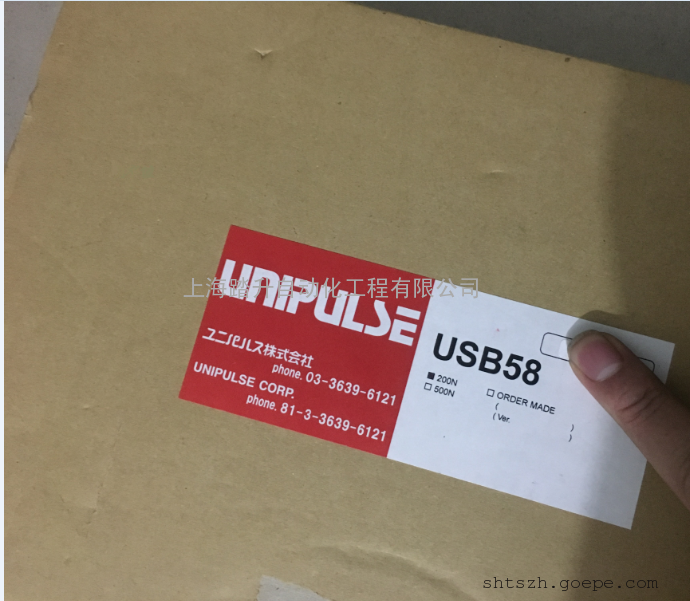 上海踏升自动化工程有限公司
UNIPULSE
ユニパルス株式会社
phone. 03-3639-6121
UNIPULSE CORP.
phone. 81-3-3639-6121
USB58
■ 200N
□ 500N
□ ORDER MADE
( )
( Ver. )
shtszh.goepe.com